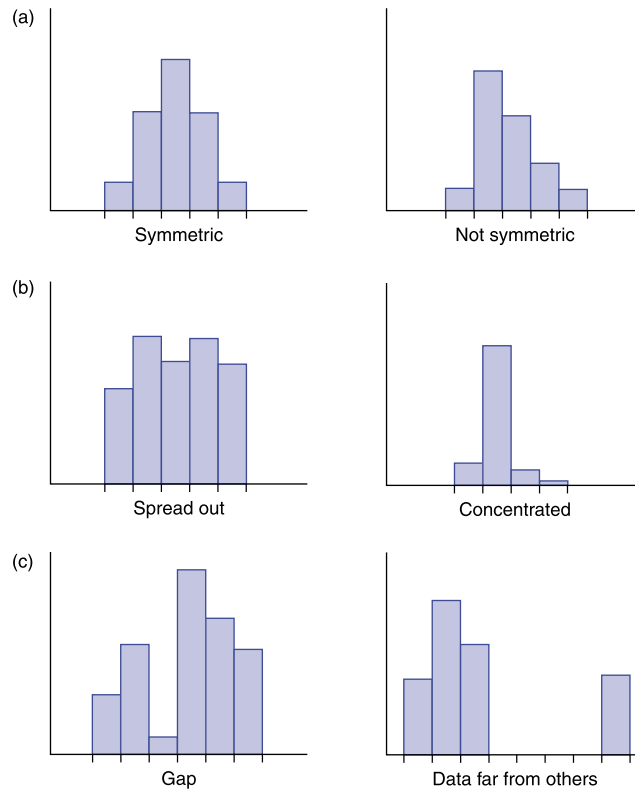 (a)
Symmetric
Not symmetric
(b)
Spread out
Concentrated
(c)
Gap
Data far from others